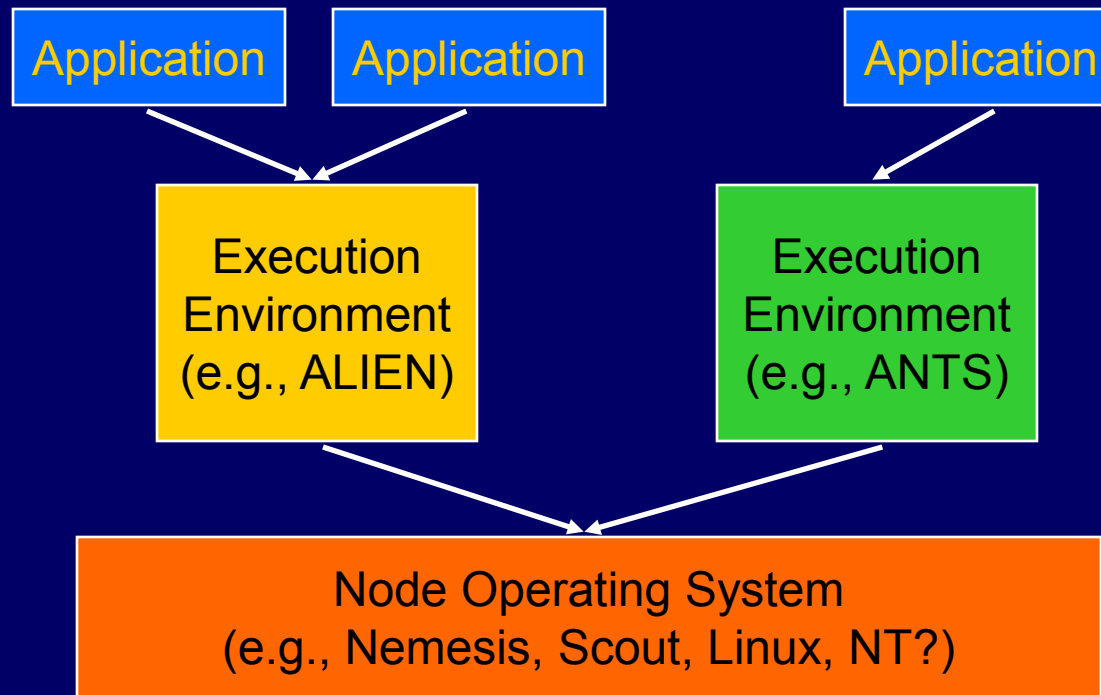 Application
Application
Application
Execution
Environment
(e.g., ALIEN)
Execution
Environment
(e.g., ANTS)
Node Operating System
(e.g., Nemesis, Scout, Linux, NT?)